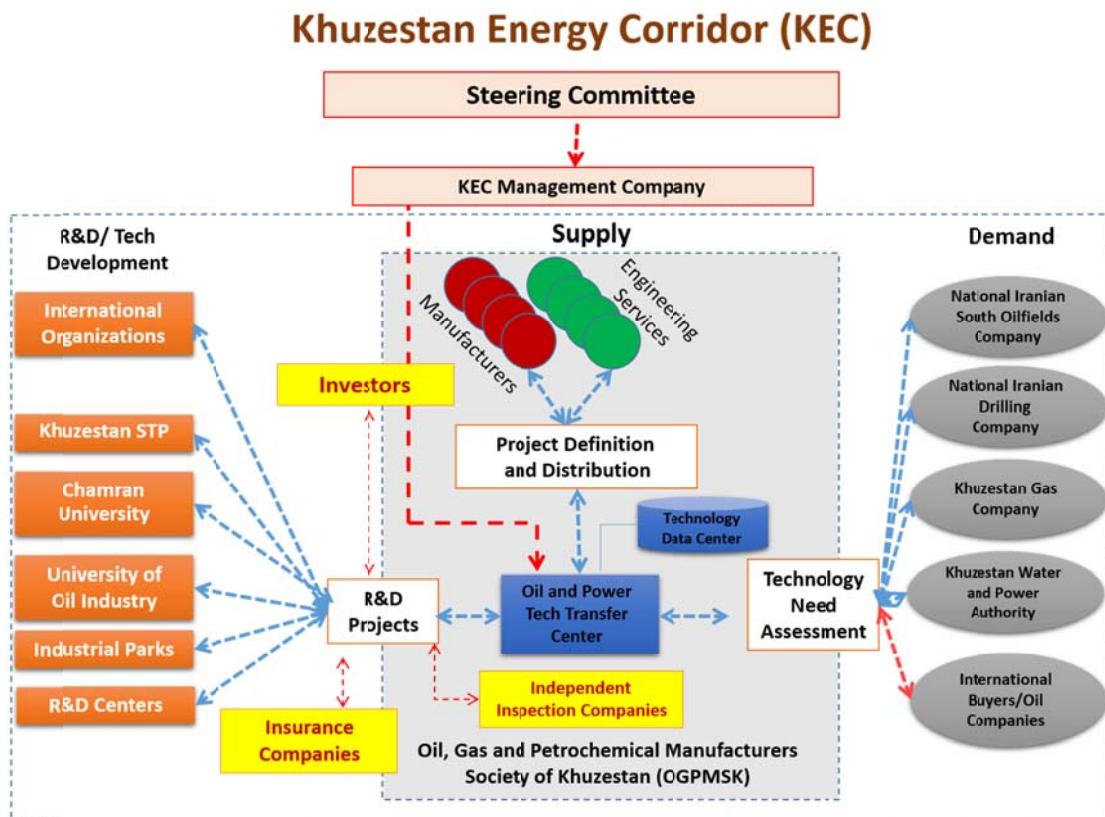 Khuzestan Energy Corridor (KEC)
Steering Committee
KEC Management Company
R&D/ Tech
Development
International
Organizations
Khuzestan STP
Chamran
University
University of
Oil Industry
Industrial Parks
R&D Centers
Supply
Manufacturers
Engineering
Services
Investors
Project Definition
and Distribution
Technology
Data Center
R&D
Projects
Oil and Power
Tech Transfer
Center
Technology
Need
Assessment
Insurance
Companies
Independent
Inspection Companies
Oil, Gas and Petrochemical Manufacturers
Society of Khuzestan (OGPMSK)
Demand
National Iranian
South Oilfields
Company
National Iranian
Drilling
Company
Khuzestan Gas
Company
Khuzestan Water
and Power
Authority
International
Buyers/Oil
Companies